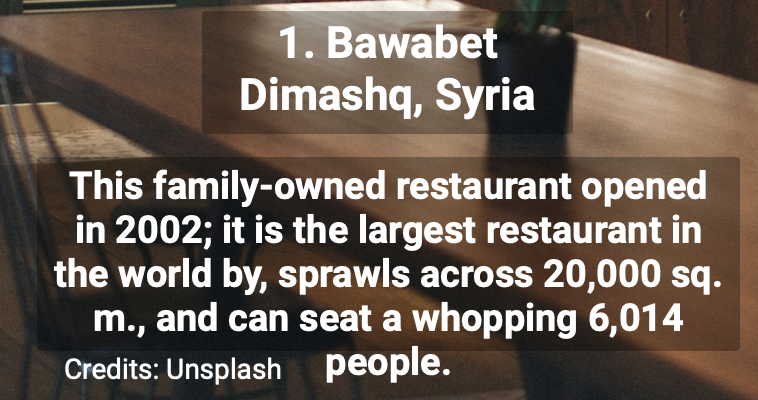 1. Bawabet
Dimashq, Syria
This family-owned restaurant opened
in 2002; it is the largest restaurant in
the world by, sprawls across 20,000 sq.
m., and can seat a whopping 6,014
people.
Credits: Unsplash